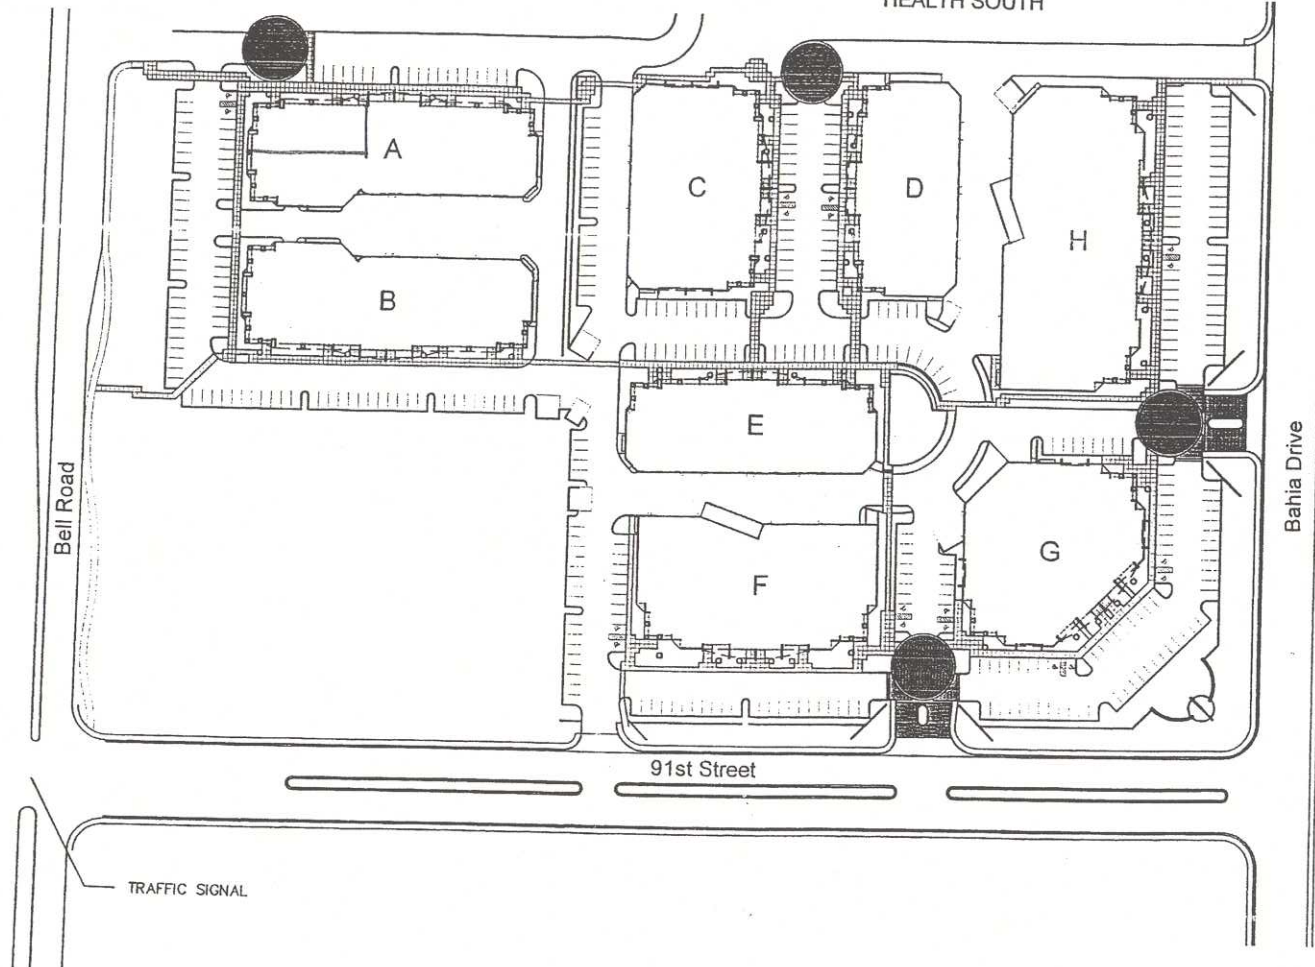 HEALTH SOUTH
A
C
D
H
B
E
G
F
Bell Road
Bahia Drive
91st Street
TRAFFIC SIGNAL